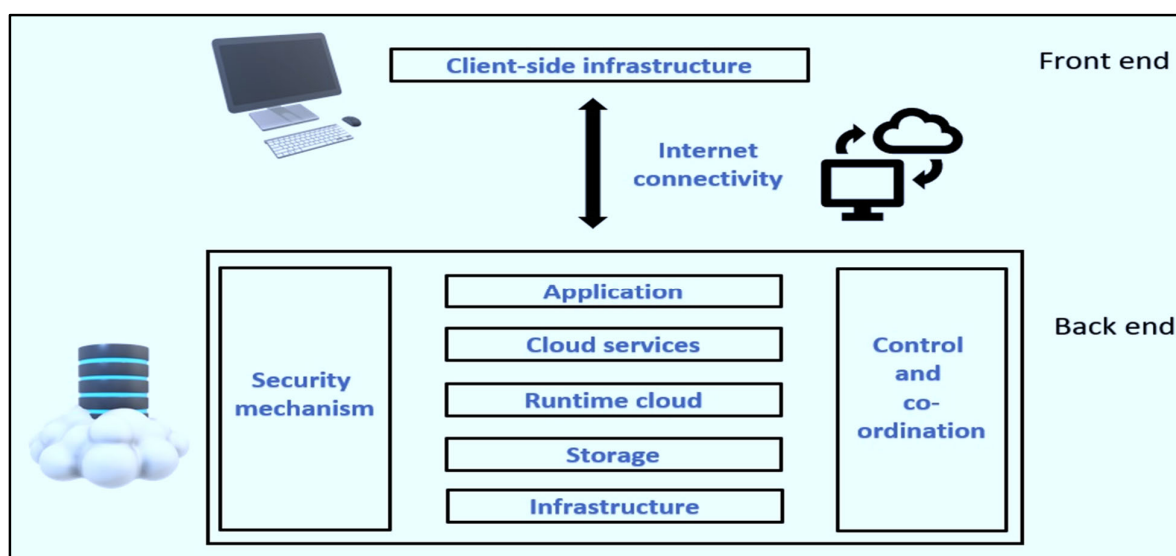 Client-side infrastructure
Front end
Internet
connectivity
Application
Cloud services
Runtime cloud
Storage
Infrastructure
Security
mechanism
Control
and
co-
ordination
Back end